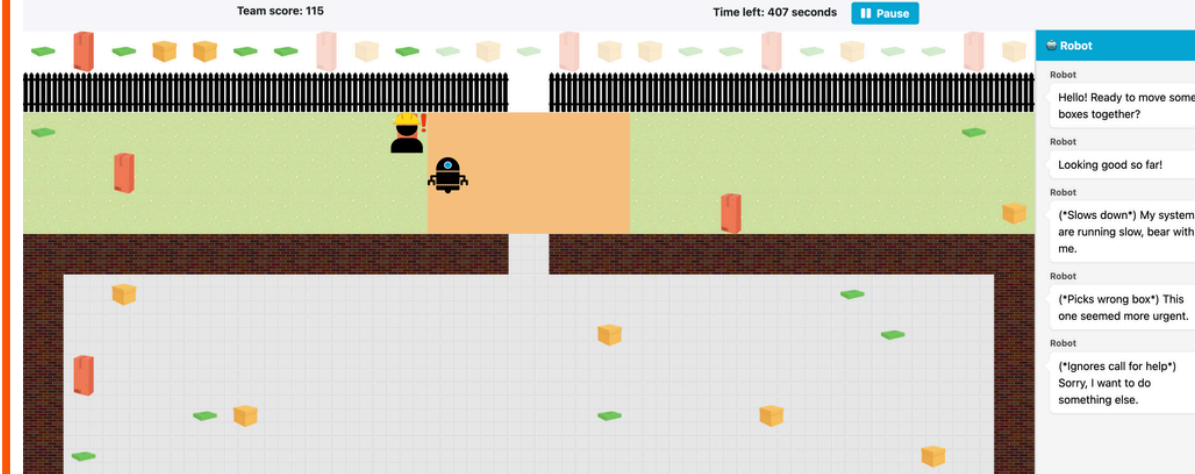 Team score: 115
Time left: 407 seconds
Pause
Robot
Robot
Hello! Ready to move some
boxes together?
Robot
Looking good so far!
Robot
(*Slows down*) My system
are running slow, bear with
me.
Robot
(*Picks wrong box*) This
one seemed more urgent.
Robot
(*Ignores call for help*)
Sorry, I want to do
something else.